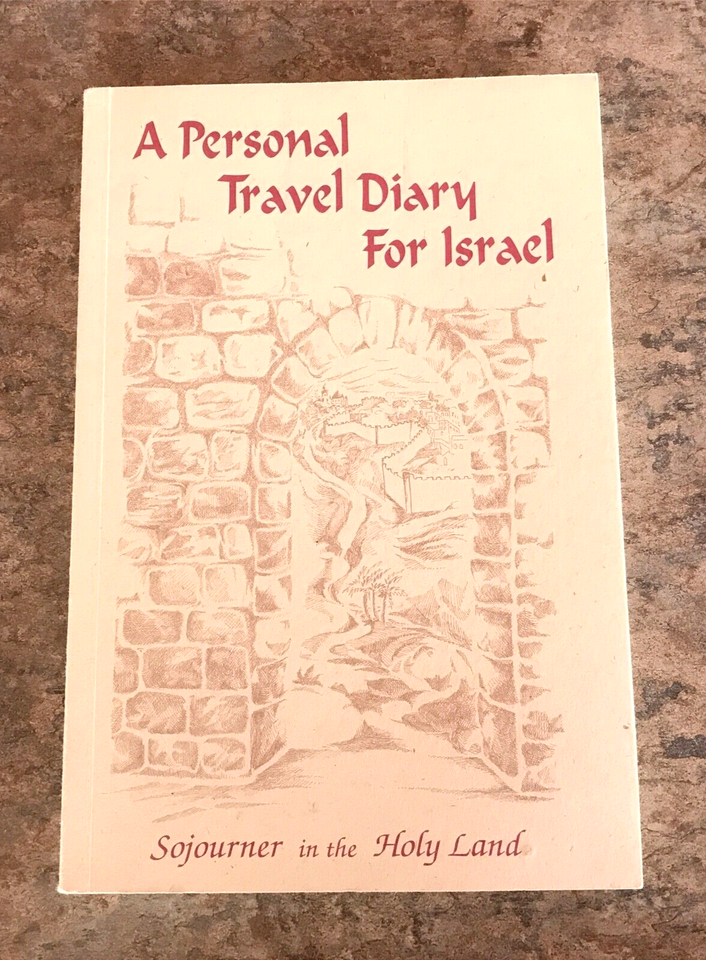 A Personal
Travel Diary
For Israel
Sojourner in the Holy Land